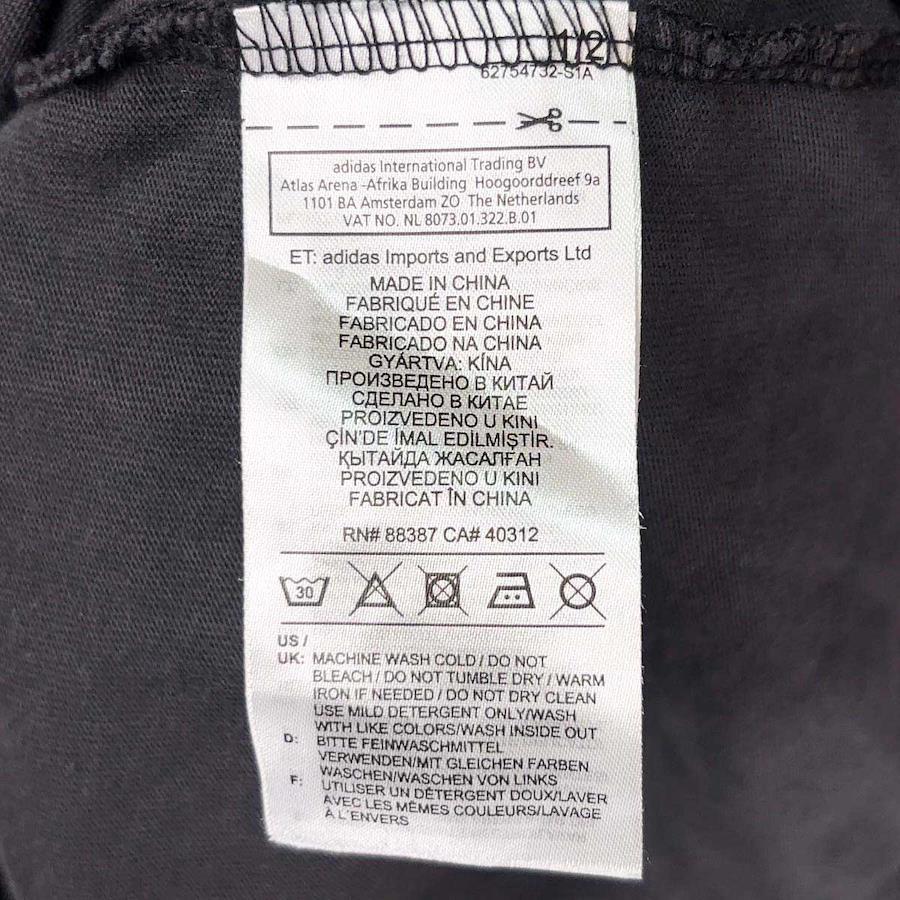 1/2
62754732-S1A
adidas International Trading BV
Atlas Arena -Afrika Building Hoogoorddreef 9a
1101 BA Amsterdam ZO The Netherlands
VAT NO. NL 8073.01.322.B.01
ET: adidas Imports and Exports Ltd
MADE IN CHINA
FABRIQUÉ EN CHINE
FABRICADO EN CHINA
FABRICADO NA CHINA
GYÁRTVA: KÍNA
ПРОИЗВЕДЕНО В КИТАЙ
СДЕЛАНО В КИТАЕ
PROIZVEDENO U KINI
ÇİN'DE İMAL EDİLMİŞTİR.
ҚЫТАЙДА ЖАСАЛҒАН
PROIZVEDENO U KINI
FABRICAT ÎN CHINA
RN# 88387 CA# 40312
30
US /
UK: MACHINE WASH COLD / DO NOT
BLEACH / DO NOT TUMBLE DRY / WARM
IRON IF NEEDED / DO NOT DRY CLEAN
USE MILD DETERGENT ONLY/WASH
WITH LIKE COLORS/WASH INSIDE OUT
D: BITTE FEINWASCHMITTEL
VERWENDEN/MIT GLEICHEN FARBEN
WASCHEN/WASCHEN VON LINKS
F: UTILISER UN DÉTERGENT DOUX/LAVER
AVEC LES MÊMES COULEURS/LAVAGE
À L'ENVERS